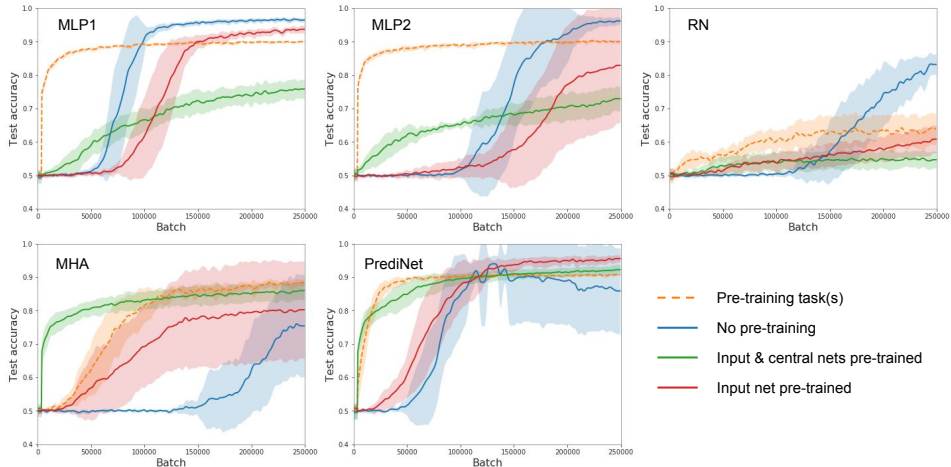 MLP1
1.0
0.9
0.8
0.7
0.6
0.5
0.4
Test accuracy
0 50000 100000 150000 200000 250000
Batch
MLP2
1.0
0.9
0.8
0.7
0.6
0.5
0.4
Test accuracy
0 50000 100000 150000 200000 250000
Batch
RN
1.0
0.9
0.8
0.7
0.6
0.5
0.4
Test accuracy
0 50000 100000 150000 200000 250000
Batch
MHA
1.0
0.9
0.8
0.7
0.6
0.5
0.4
Test accuracy
0 50000 100000 150000 200000 250000
Batch
PrediNet
1.0
0.9
0.8
0.7
0.6
0.5
0.4
Test accuracy
0 50000 100000 150000 200000 250000
Batch
Pre-training task(s)
No pre-training
Input & central nets pre-trained
Input net pre-trained